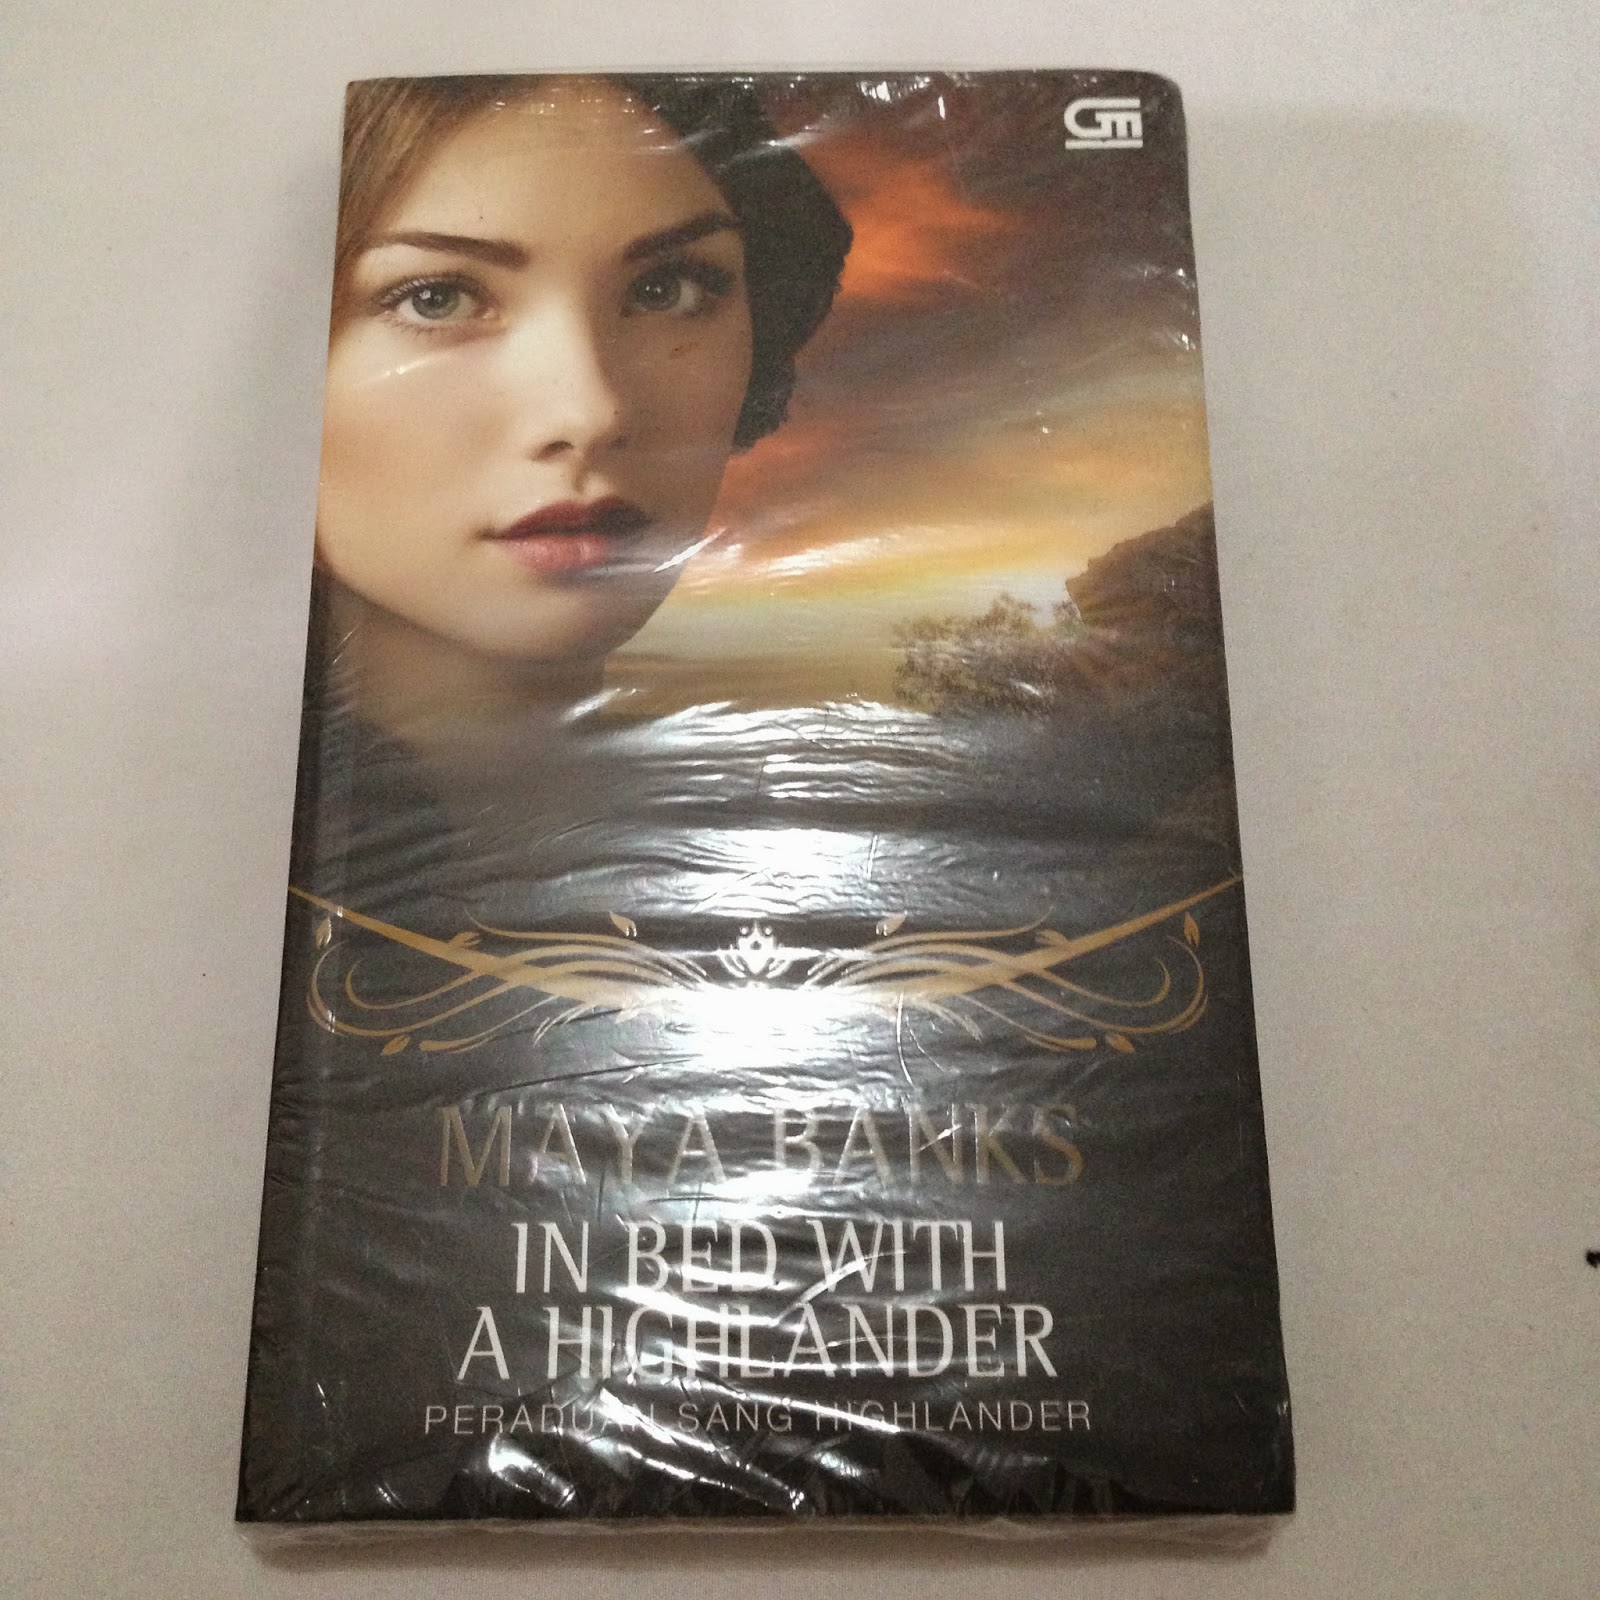 GM
MAYA BANKS
IN BED WITH
A HIGHLANDER
PERADUAN SANG HIGHLANDER